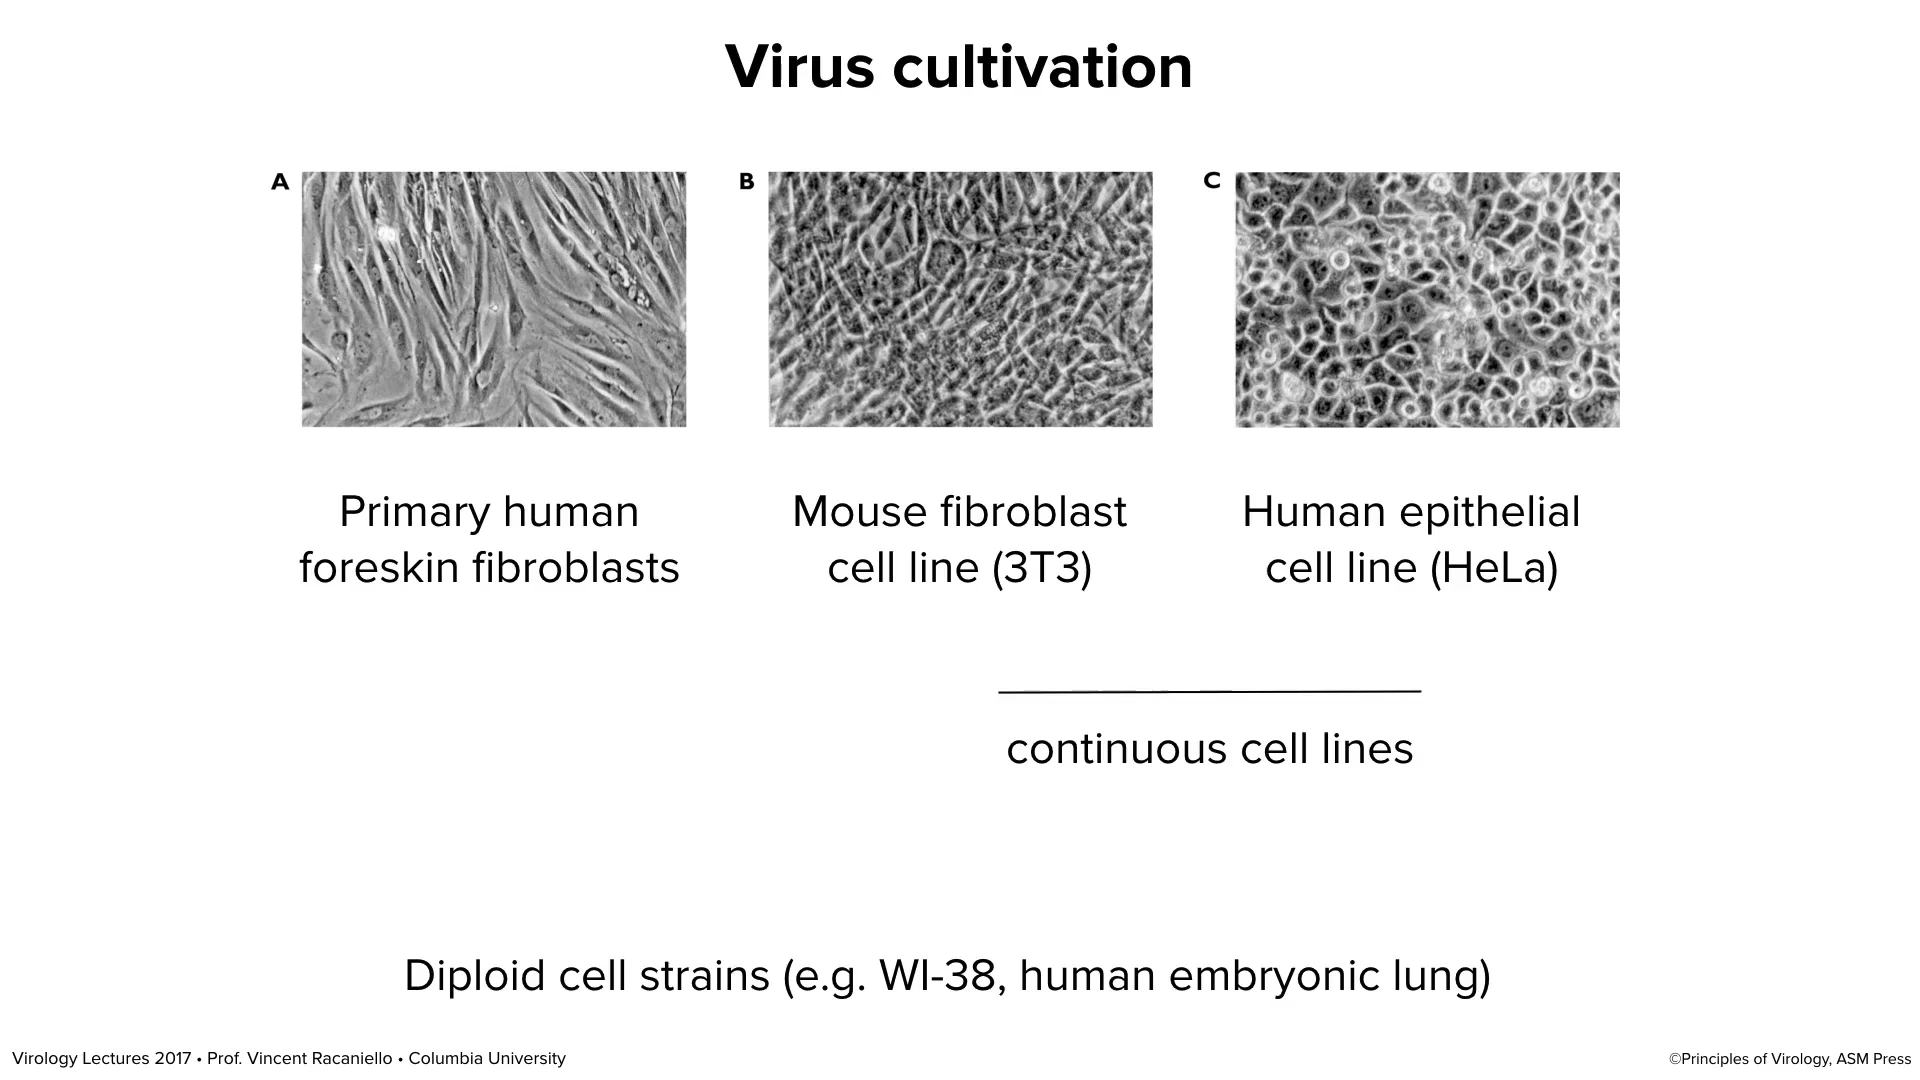 Virus cultivation
A
B
C
Primary human
foreskin fibroblasts
Mouse fibroblast
cell line (3T3)
Human epithelial
cell line (HeLa)
continuous cell lines
Diploid cell strains (e.g. WI-38, human embryonic lung)
Virology Lectures 2017 • Prof. Vincent Racaniello • Columbia University
©Principles of Virology, ASM Press